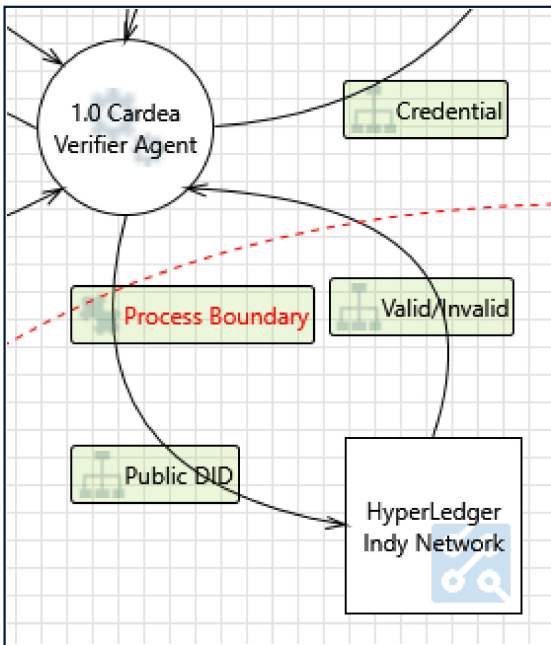 1.0 Cardea
Verifier Agent
Credential
Process Boundary
Valid/Invalid
Public DID
HyperLedger
Indy Network